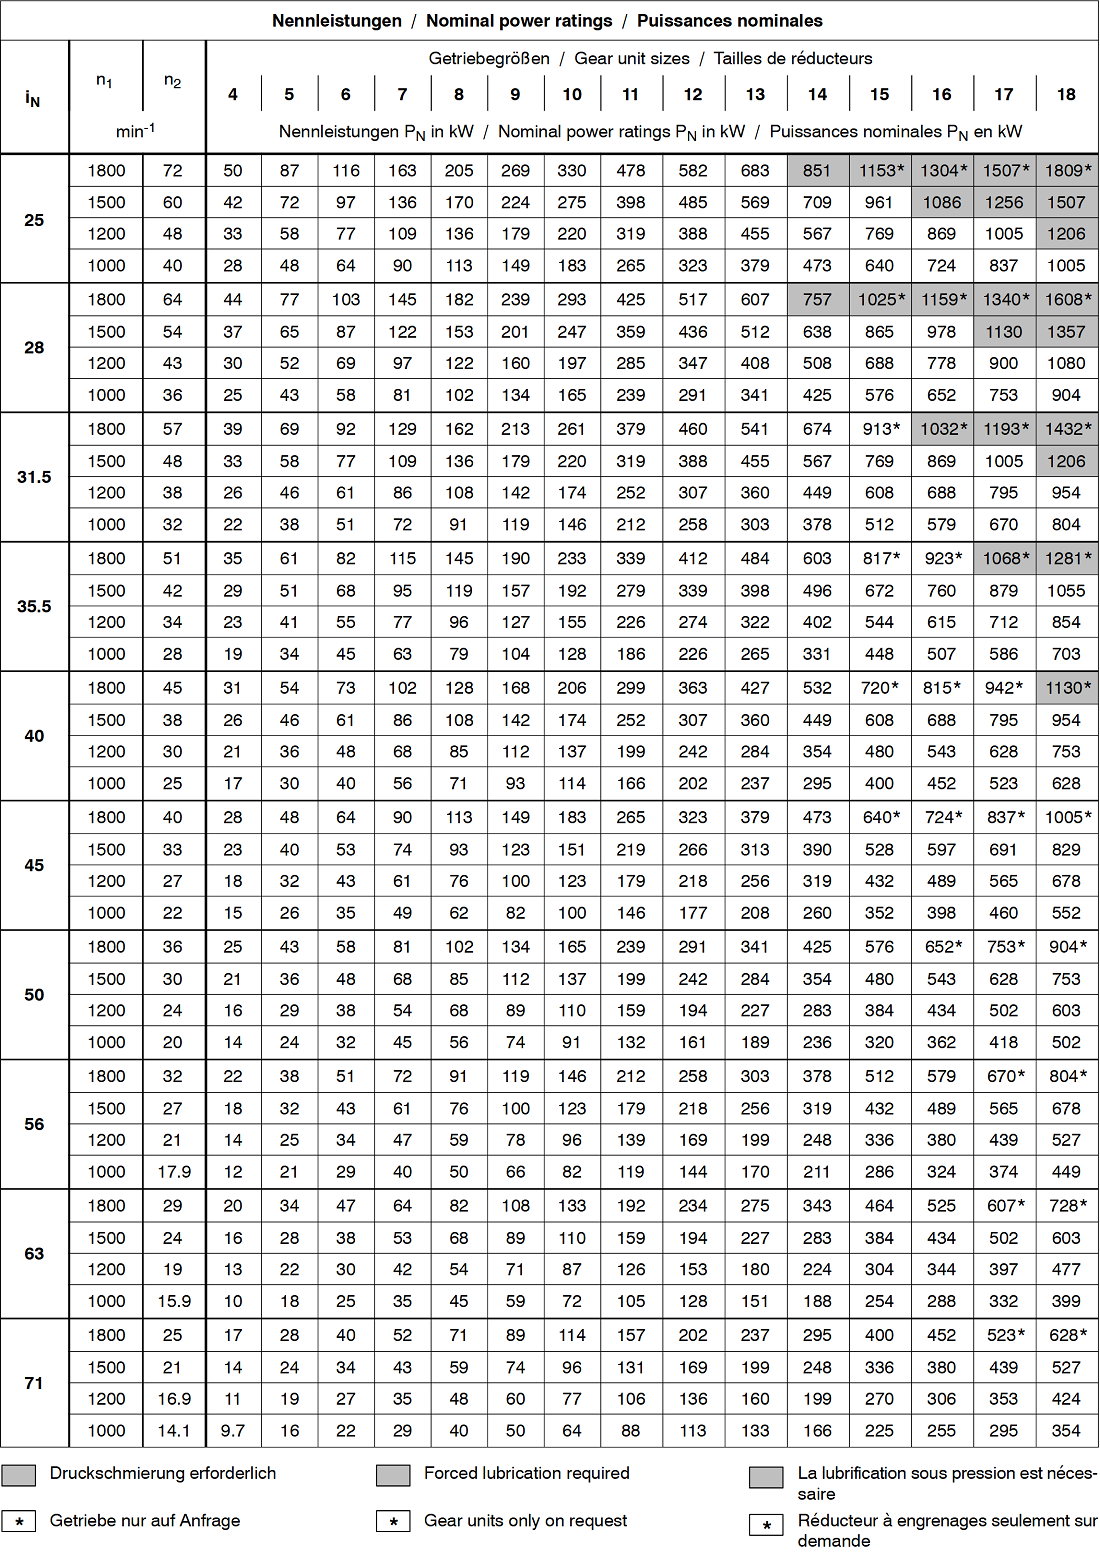 Nennleistungen / Nominal power ratings / Puissances nominales
iN n1 n2 Getriebegrößen / Gear unit sizes / Tailles de réducteurs
4 5 6 7 8 9 10 11 12 13 14 15 16 17 18
min-1 Nennleistungen PN in kW / Nominal power ratings PN in kW / Puissances nominales PN en kW
25
1800 72 50 87 116 163 205 269 330 478 582 683 851 1153* 1304* 1507* 1809*
1500 60 42 72 97 136 170 224 275 398 485 569 709 961 1086 1256 1507
1200 48 33 58 77 109 136 179 220 319 388 455 567 769 869 1005 1206
1000 40 28 48 64 90 113 149 183 265 323 379 473 640 724 837 1005
28
1800 64 44 77 103 145 182 239 293 425 517 607 757 1025* 1159* 1340* 1608*
1500 54 37 65 87 122 153 201 247 359 436 512 638 865 978 1130 1357
1200 43 30 52 69 97 122 160 197 285 347 408 508 688 778 900 1080
1000 36 25 43 58 81 102 134 165 239 291 341 425 576 652 753 904
31.5
1800 57 39 69 92 129 162 213 261 379 460 541 674 913* 1032* 1193* 1432*
1500 48 33 58 77 109 136 179 220 319 388 455 567 769 869 1005 1206
1200 38 26 46 61 86 108 142 174 252 307 360 449 608 688 795 954
1000 32 22 38 51 72 91 119 146 212 258 303 378 512 579 670 804
35.5
1800 51 35 61 82 115 145 190 233 339 412 484 603 817* 923* 1068* 1281*
1500 42 29 51 68 95 119 157 192 279 339 398 496 672 760 879 1055
1200 34 23 41 55 77 96 127 155 226 274 322 402 544 615 712 854
1000 28 19 34 45 63 79 104 128 186 226 265 331 448 507 586 703
40
1800 45 31 54 73 102 128 168 206 299 363 427 532 720* 815* 942* 1130*
1500 38 26 46 61 86 108 142 174 252 307 360 449 608 688 795 954
1200 30 21 36 48 68 85 112 137 199 242 284 354 480 543 628 753
1000 25 17 30 40 56 71 93 114 166 202 237 295 400 452 523 628
45
1800 40 28 48 64 90 113 149 183 265 323 379 473 640* 724* 837* 1005*
1500 33 23 40 53 74 93 123 151 219 266 313 390 528 597 691 829
1200 27 18 32 43 61 76 100 123 179 218 256 319 432 489 565 678
1000 22 15 26 35 49 62 82 100 146 177 208 260 352 398 460 552
50
1800 36 25 43 58 81 102 134 165 239 291 341 425 576 652* 753* 904*
1500 30 21 36 48 68 85 112 137 199 242 284 354 480 543 628 753
1200 24 16 29 38 54 68 89 110 159 194 227 283 384 434 502 603
1000 20 14 24 32 45 56 74 91 132 161 189 236 320 362 418 502
56
1800 32 22 38 51 72 91 119 146 212 258 303 378 512 579 670* 804*
1500 27 18 32 43 61 76 100 123 179 218 256 319 432 489 565 678
1200 21 14 25 34 47 59 78 96 139 169 199 248 336 380 439 527
1000 17.9 12 21 29 40 50 66 82 119 144 170 211 286 324 374 449
63
1800 29 20 34 47 64 82 108 133 192 234 275 343 464 525 607* 728*
1500 24 16 28 38 53 68 89 110 159 194 227 283 384 434 502 603
1200 19 13 22 30 42 54 71 87 126 153 180 224 304 344 397 477
1000 15.9 10 18 25 35 45 59 72 105 128 151 188 254 288 332 399
71
1800 25 17 28 40 52 71 89 114 157 202 237 295 400 452 523* 628*
1500 21 14 24 34 43 59 74 96 131 169 199 248 336 380 439 527
1200 16.9 11 19 27 35 48 60 77 106 136 160 199 270 306 353 424
1000 14.1 9.7 16 22 29 40 50 64 88 113 133 166 225 255 295 354
Druckschmierung erforderlich
Forced lubrication required
La lubrification sous pression est néces-
saire
* Getriebe nur auf Anfrage
* Gear units only on request
* Réducteur à engrenages seulement sur
demande